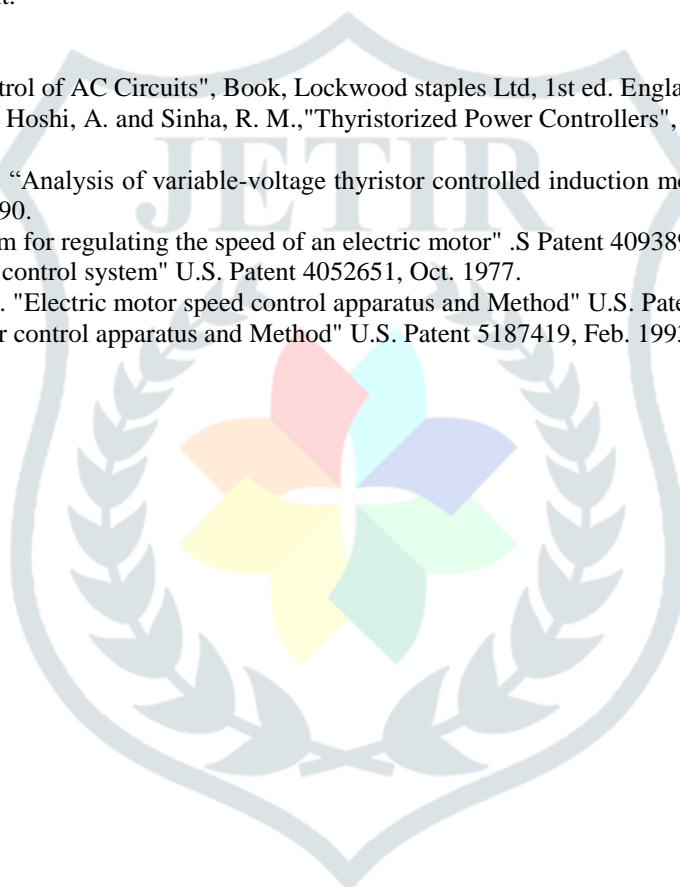 trol of AC Circuits", Book, Lockwood staples Ltd, 1st ed. Engla
Hoshi, A. and Sinha, R. M.,"Thyristorized Power Controllers",
JETIR
“Analysis of variable-voltage thyristor controlled induction m
90.
m for regulating the speed of an electric motor" .S Patent 409389
control system" U.S. Patent 4052651, Oct. 1977.
. "Electric motor speed control apparatus and Method" U.S. Pate
r control apparatus and Method" U.S. Patent 5187419, Feb. 1993